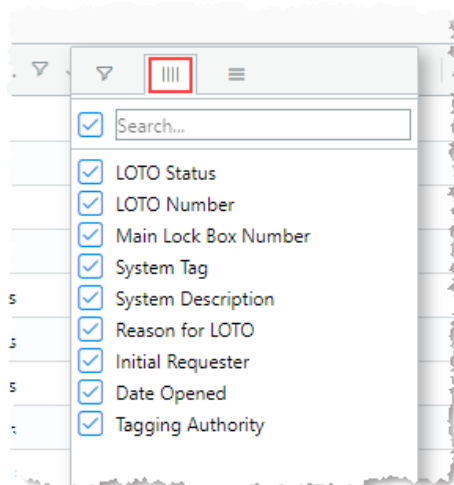 Search...
LOTO Status
LOTO Number
Main Lock Box Number
System Tag
System Description
Reason for LOTO
Initial Requester
Date Opened
Tagging Authority